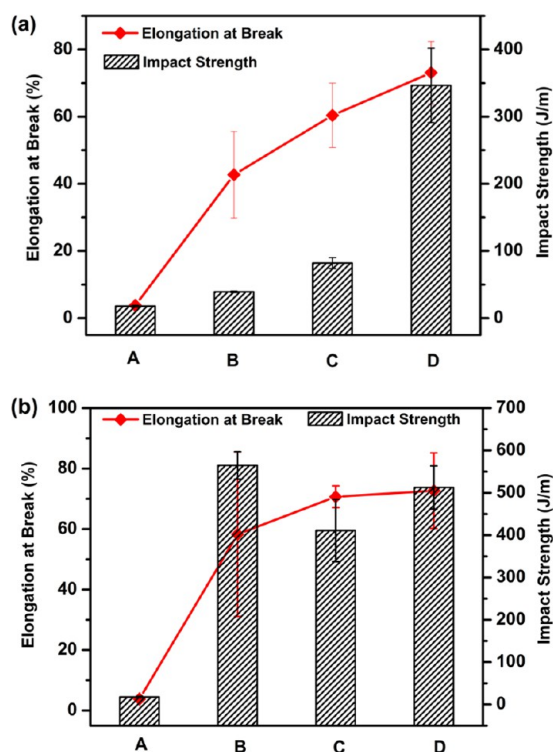 (a)
Elongation at Break
Impact Strength
Elongation at Break (%)
80
60
40
20
0
400
300
200
100
0
Impact Strength (J/m)
A B C D
(b)
Elongation at Break
Impact Strength
Elongation at Break (%)
100
80
60
40
20
0
700
600
500
400
300
200
100
0
Impact Strength (J/m)
A B C D